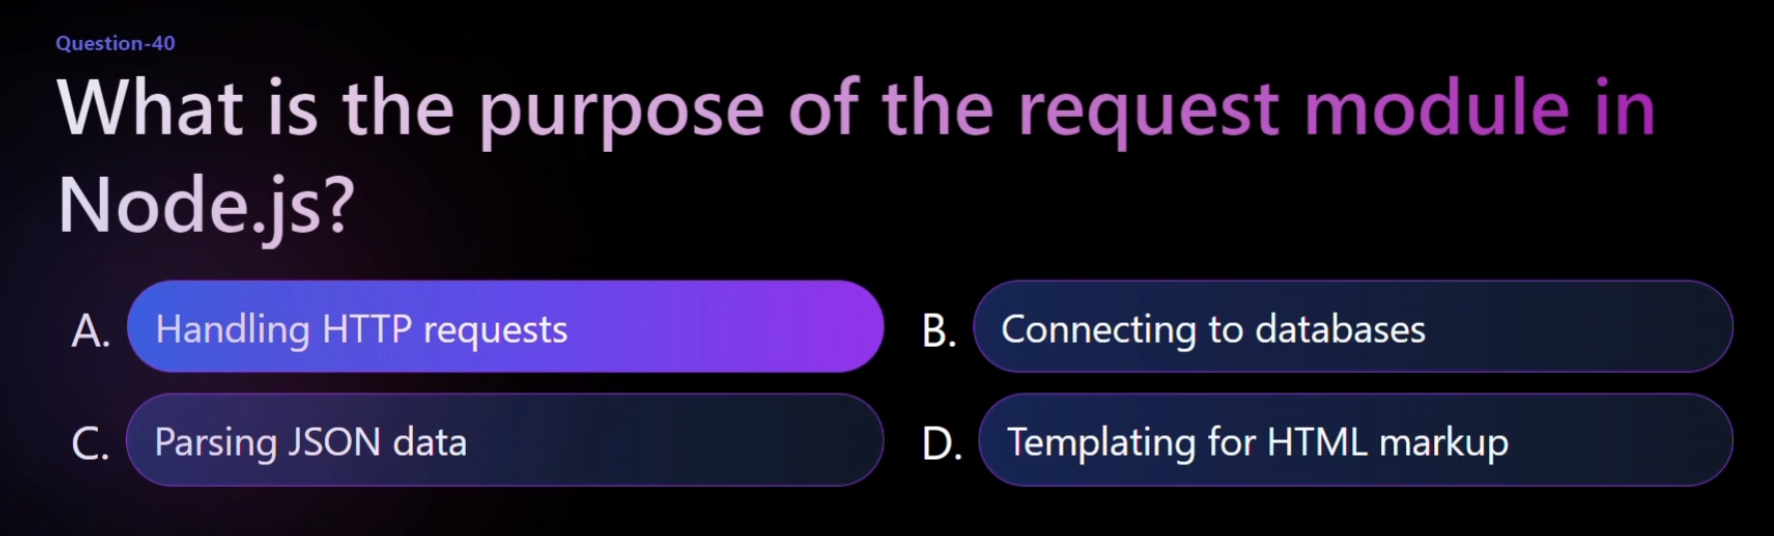 Question-40
What is the purpose of the request module in
Node.js?
A. Handling HTTP requests
B. Connecting to databases
C. Parsing JSON data
D. Templating for HTML markup